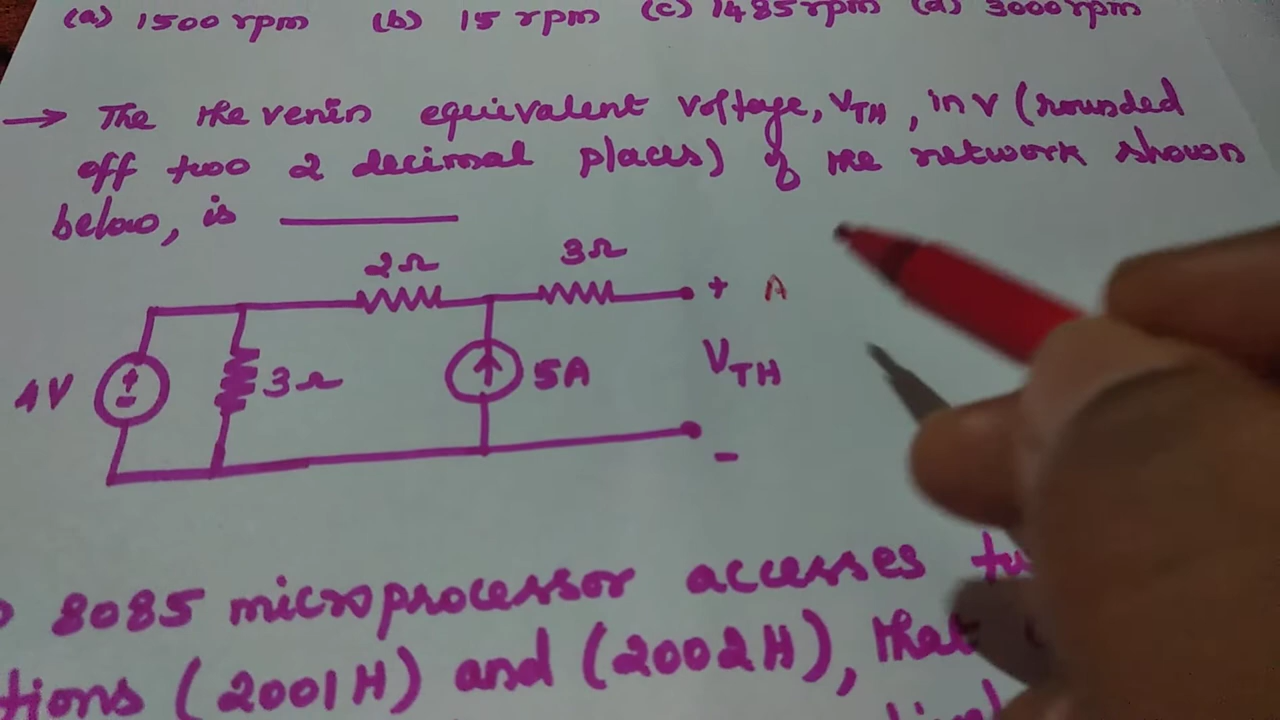 (a) 1500 rpm (b) 15 rpm (c) 1485 rpm (d) 3000 rpm
→ The thevenin equivalent voltage, VTH, in V (rounded
off two 2 decimal places) of the network shown
below, is ______
2Ω 3Ω
+ A
4V + - 3Ω 5A VTH
-
8085 microprocessor accesses
(2001H) and (2002H), that